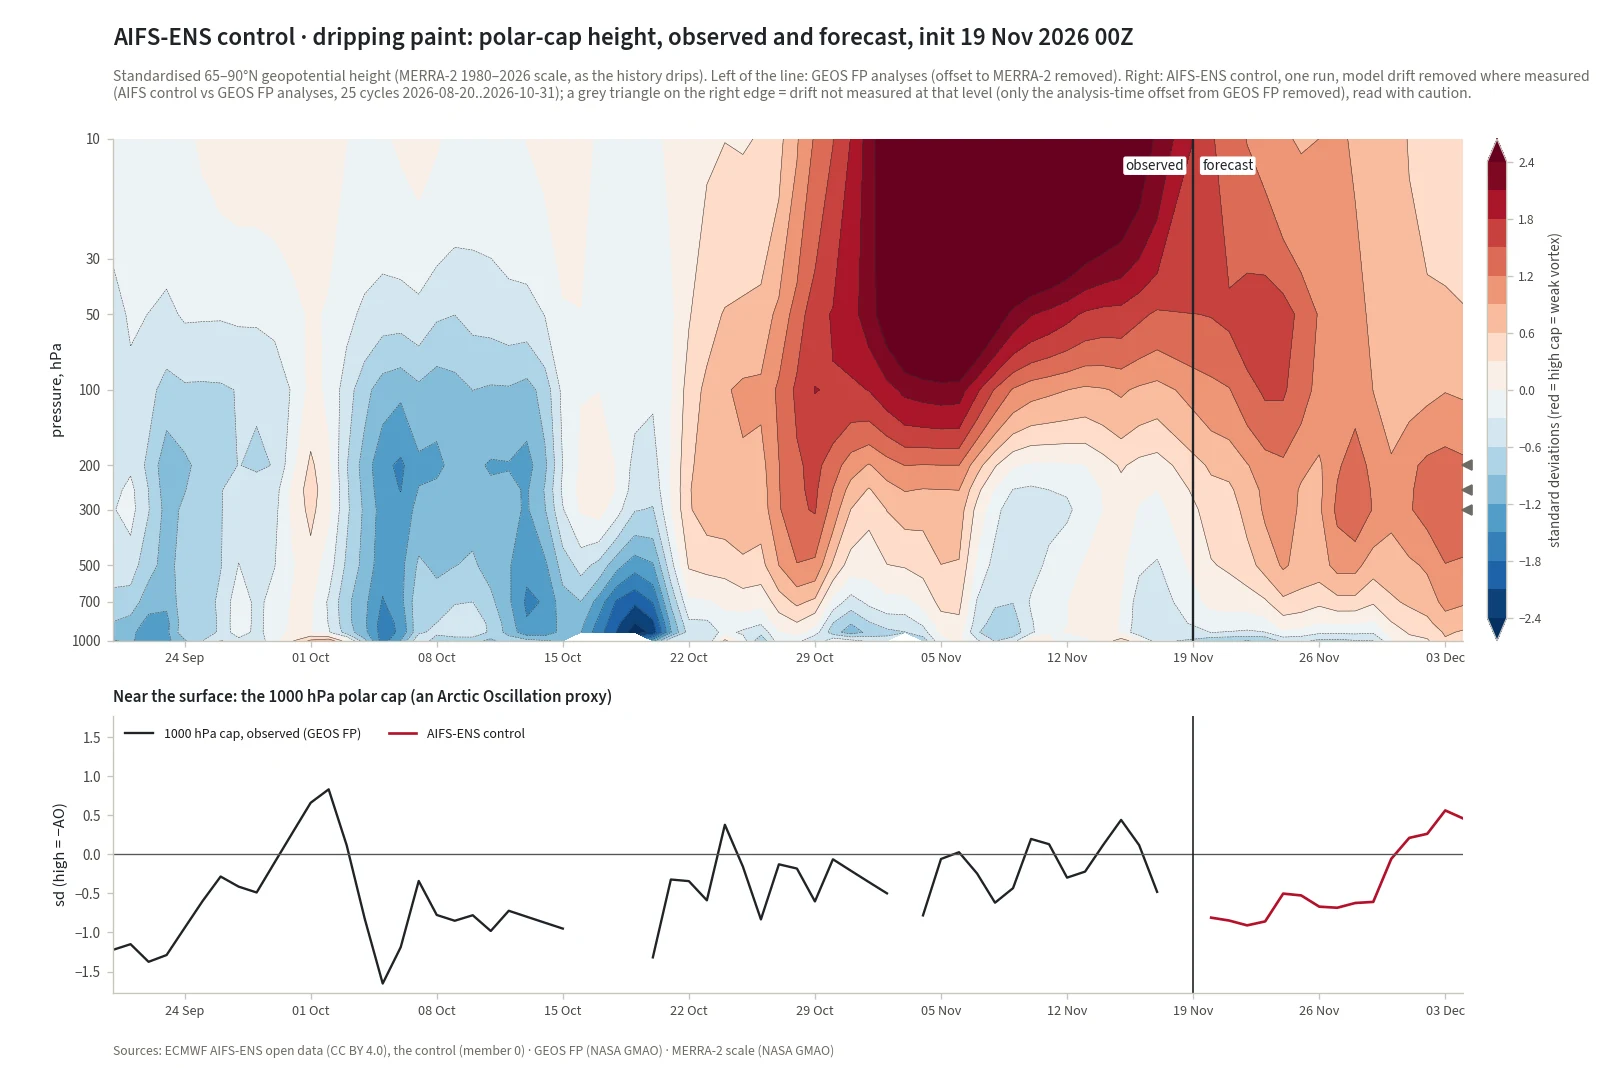 AIFS-ENS control · dripping paint: polar-cap height, observed and forecast, init 19 Nov 2026 00Z
Standardised 65–90°N geopotential height (MERRA-2 1980–2026 scale, as the history drips). Left of the line: GEOS FP analyses (offset to MERRA-2 removed). Right: AIFS-ENS control, one run, model drift removed where measured
(AIFS control vs GEOS FP analyses, 25 cycles 2026-08-20..2026-10-31); a grey triangle on the right edge = drift not measured at that level (only the analysis-time offset from GEOS FP removed), read with caution.
pressure, hPa
10
30
50
100
200
300
500
700
1000
observed
forecast
24 Sep
01 Oct
08 Oct
15 Oct
22 Oct
29 Oct
05 Nov
12 Nov
19 Nov
26 Nov
03 Dec
2.4
1.8
1.2
0.6
0.0
−0.6
−1.2
−1.8
−2.4
standard deviations (red = high cap = weak vortex)
Near the surface: the 1000 hPa polar cap (an Arctic Oscillation proxy)
1000 hPa cap, observed (GEOS FP)
AIFS-ENS control
sd (high = −AO)
1.5
1.0
0.5
0.0
−0.5
−1.0
−1.5
24 Sep
01 Oct
08 Oct
15 Oct
22 Oct
29 Oct
05 Nov
12 Nov
19 Nov
26 Nov
03 Dec
Sources: ECMWF AIFS-ENS open data (CC BY 4.0), the control (member 0) · GEOS FP (NASA GMAO) · MERRA-2 scale (NASA GMAO)